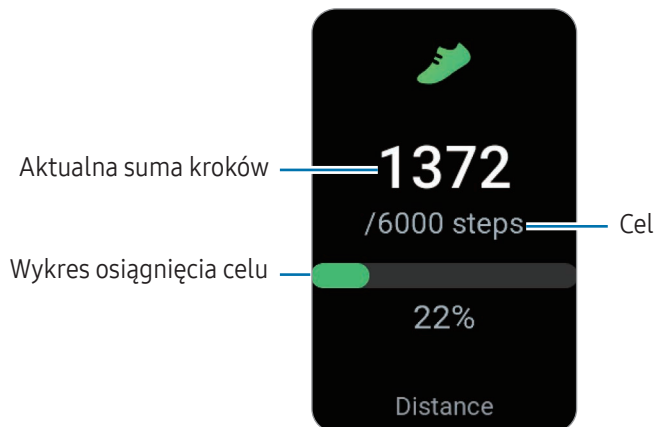 Aktualna suma kroków
1372
/6000 steps
Cel
Wykres osiągnięcia celu
22%
Distance